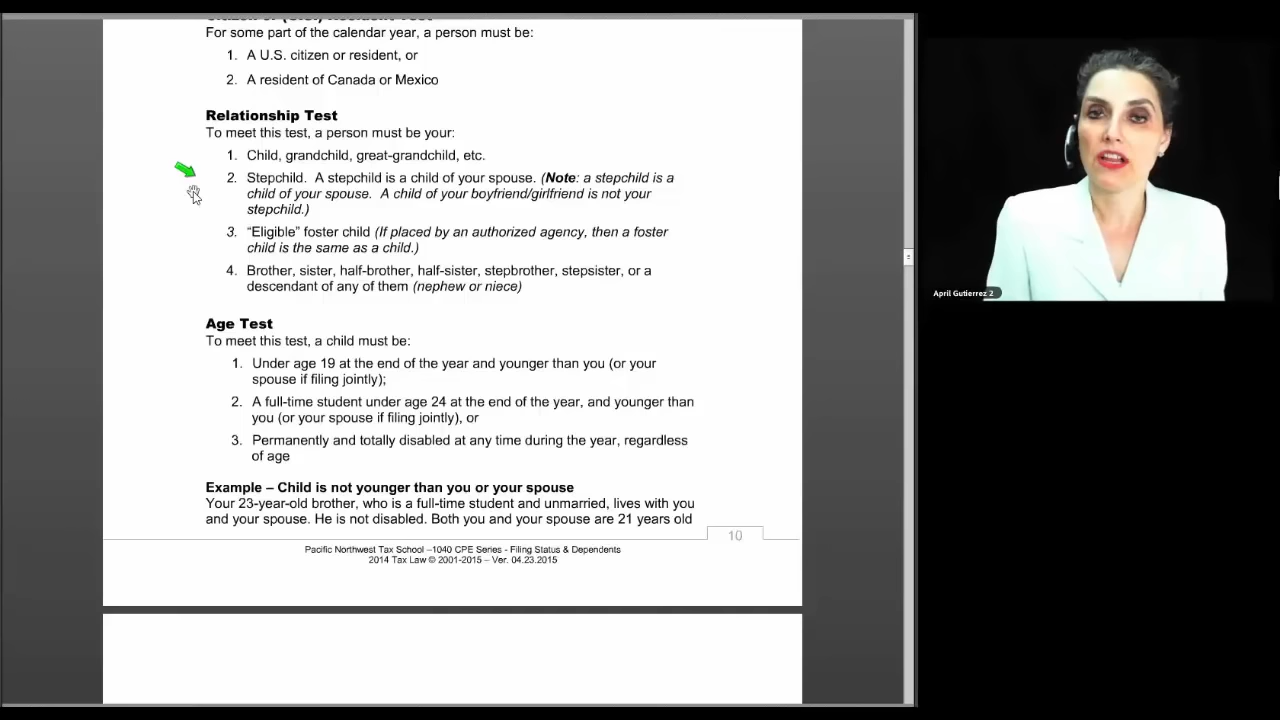 For some part of the calendar year, a person must be:
1. A U.S. citizen or resident, or
2. A resident of Canada or Mexico
Relationship Test
To meet this test, a person must be your:
1. Child, grandchild, great-grandchild, etc.
2. Stepchild. A stepchild is a child of your spouse. (Note: a stepchild is a
child of your spouse. A child of your boyfriend/girlfriend is not your
stepchild.)
3. “Eligible” foster child (If placed by an authorized agency, then a foster
child is the same as a child.)
4. Brother, sister, half-brother, half-sister, stepbrother, stepsister, or a
descendant of any of them (nephew or niece)
Age Test
To meet this test, a child must be:
1. Under age 19 at the end of the year and younger than you (or your
spouse if filing jointly);
2. A full-time student under age 24 at the end of the year, and younger than
you (or your spouse if filing jointly), or
3. Permanently and totally disabled at any time during the year, regardless
of age
Example – Child is not younger than you or your spouse
Your 23-year-old brother, who is a full-time student and unmarried, lives with you
and your spouse. He is not disabled. Both you and your spouse are 21 years old
10
Pacific Northwest Tax School –1040 CPE Series - Filing Status & Dependents
2014 Tax Law © 2001-2015 – Ver. 04.23.2015
April Gutierrez 2